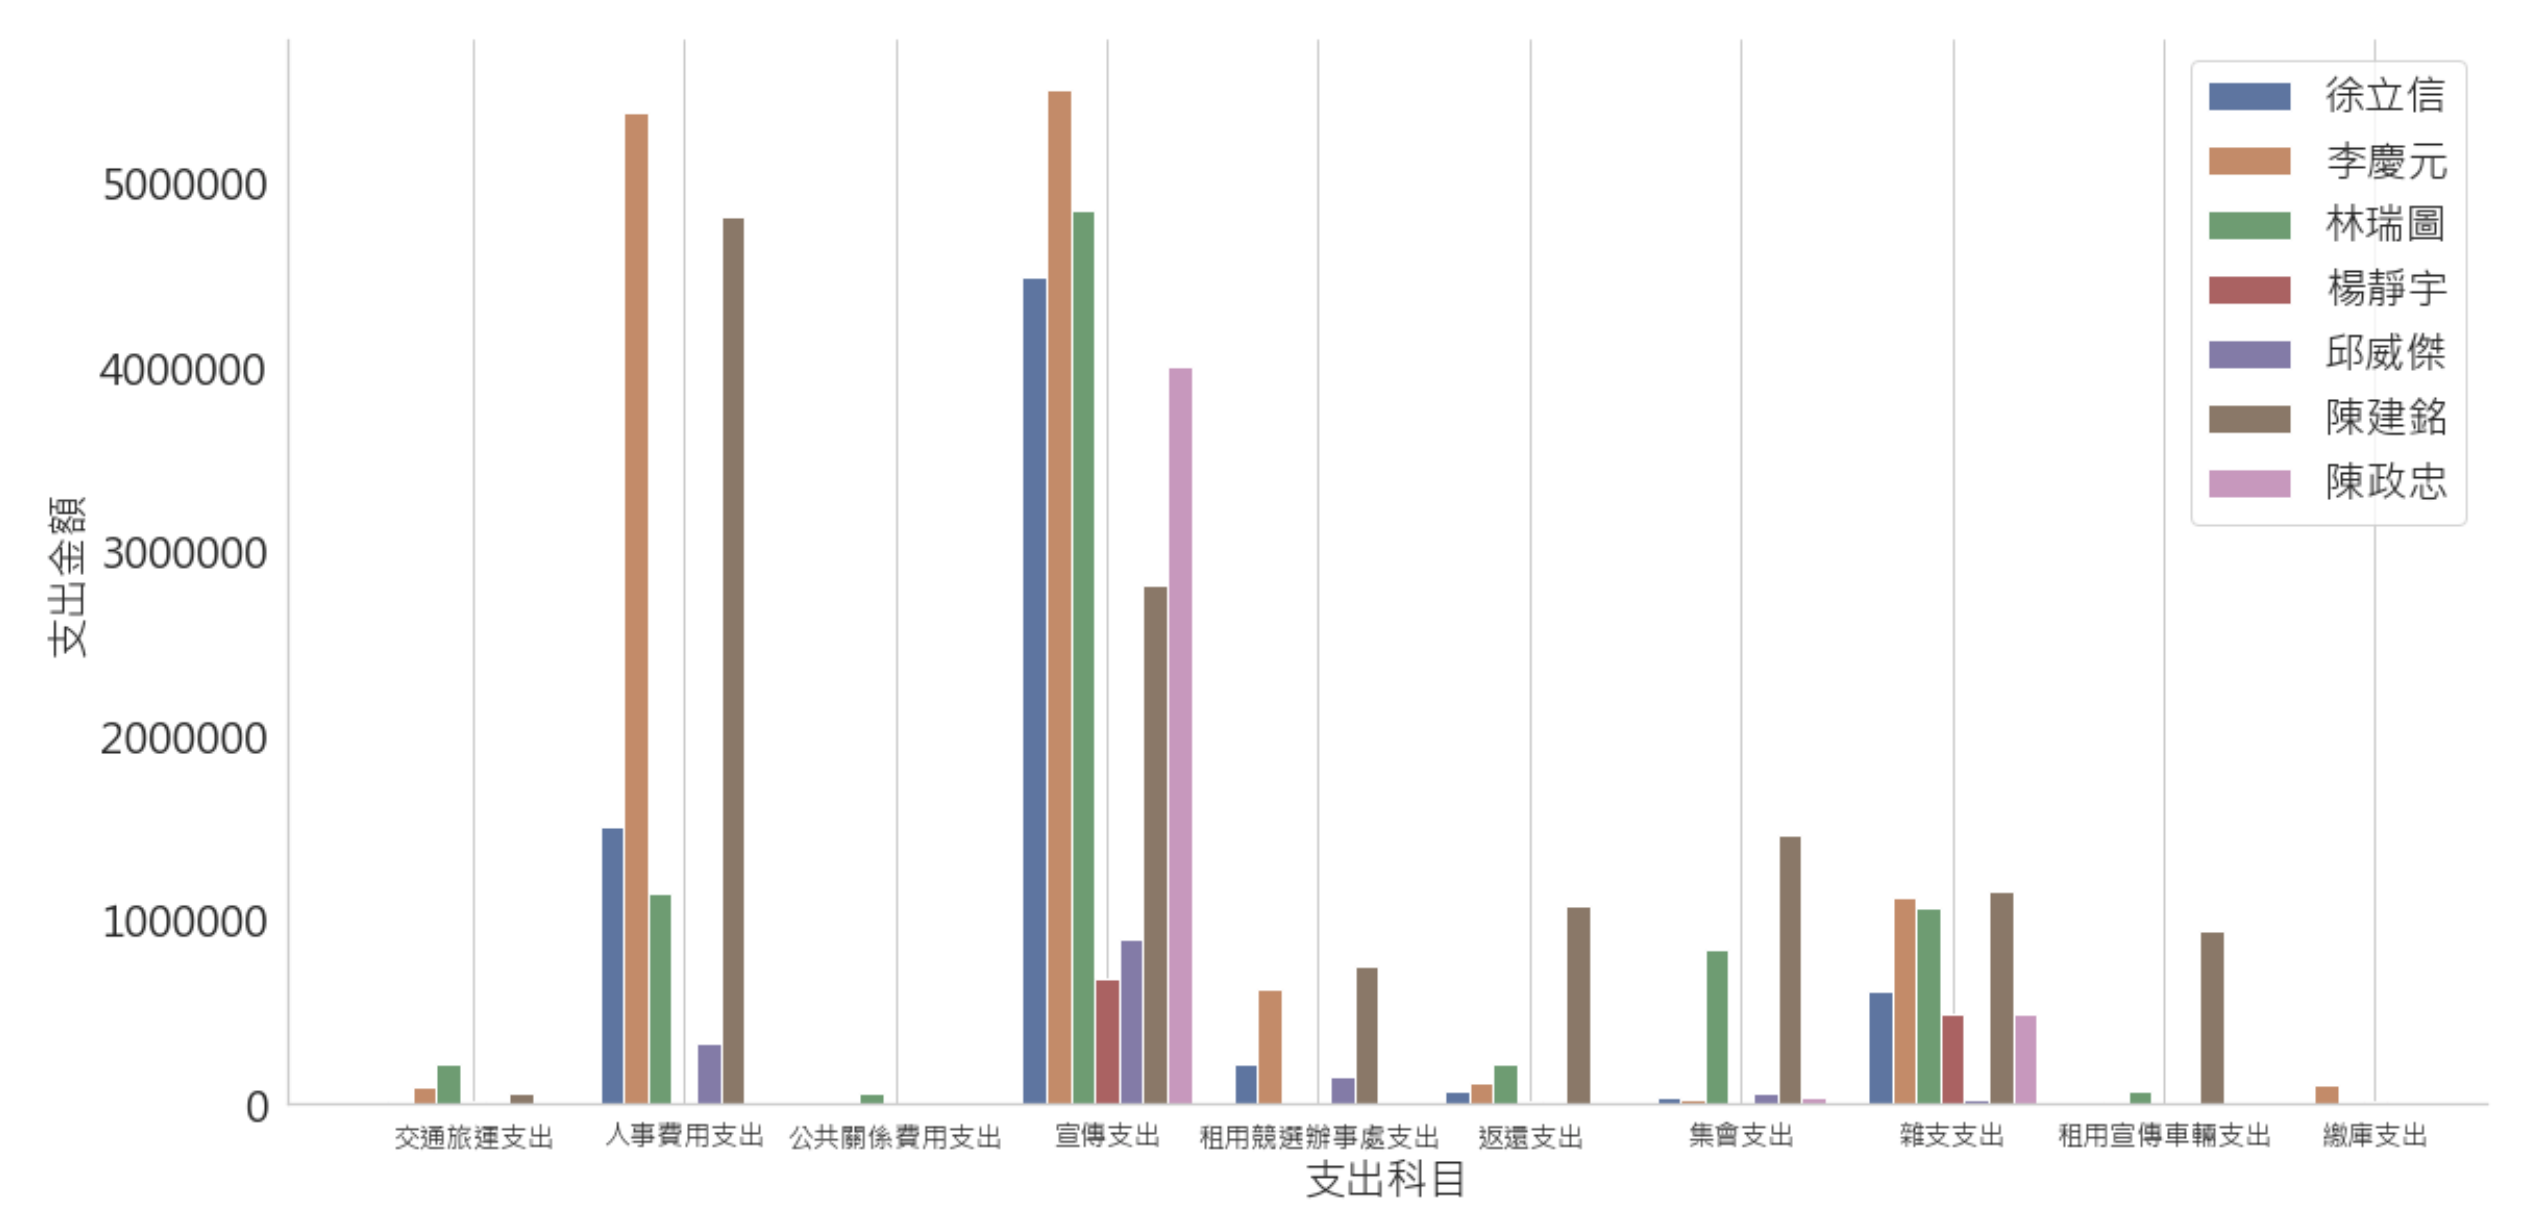 徐立信
李慶元
林瑞圖
楊靜宇
邱威傑
陳建銘
陳政忠
5000000
4000000
3000000
2000000
1000000
0
支出金額
交通旅運支出 人事費用支出 公共關係費用支出 宣傳支出 租用競選辦事處支出 返還支出 集會支出 雜支支出 租用宣傳車輛支出 繳庫支出
支出科目